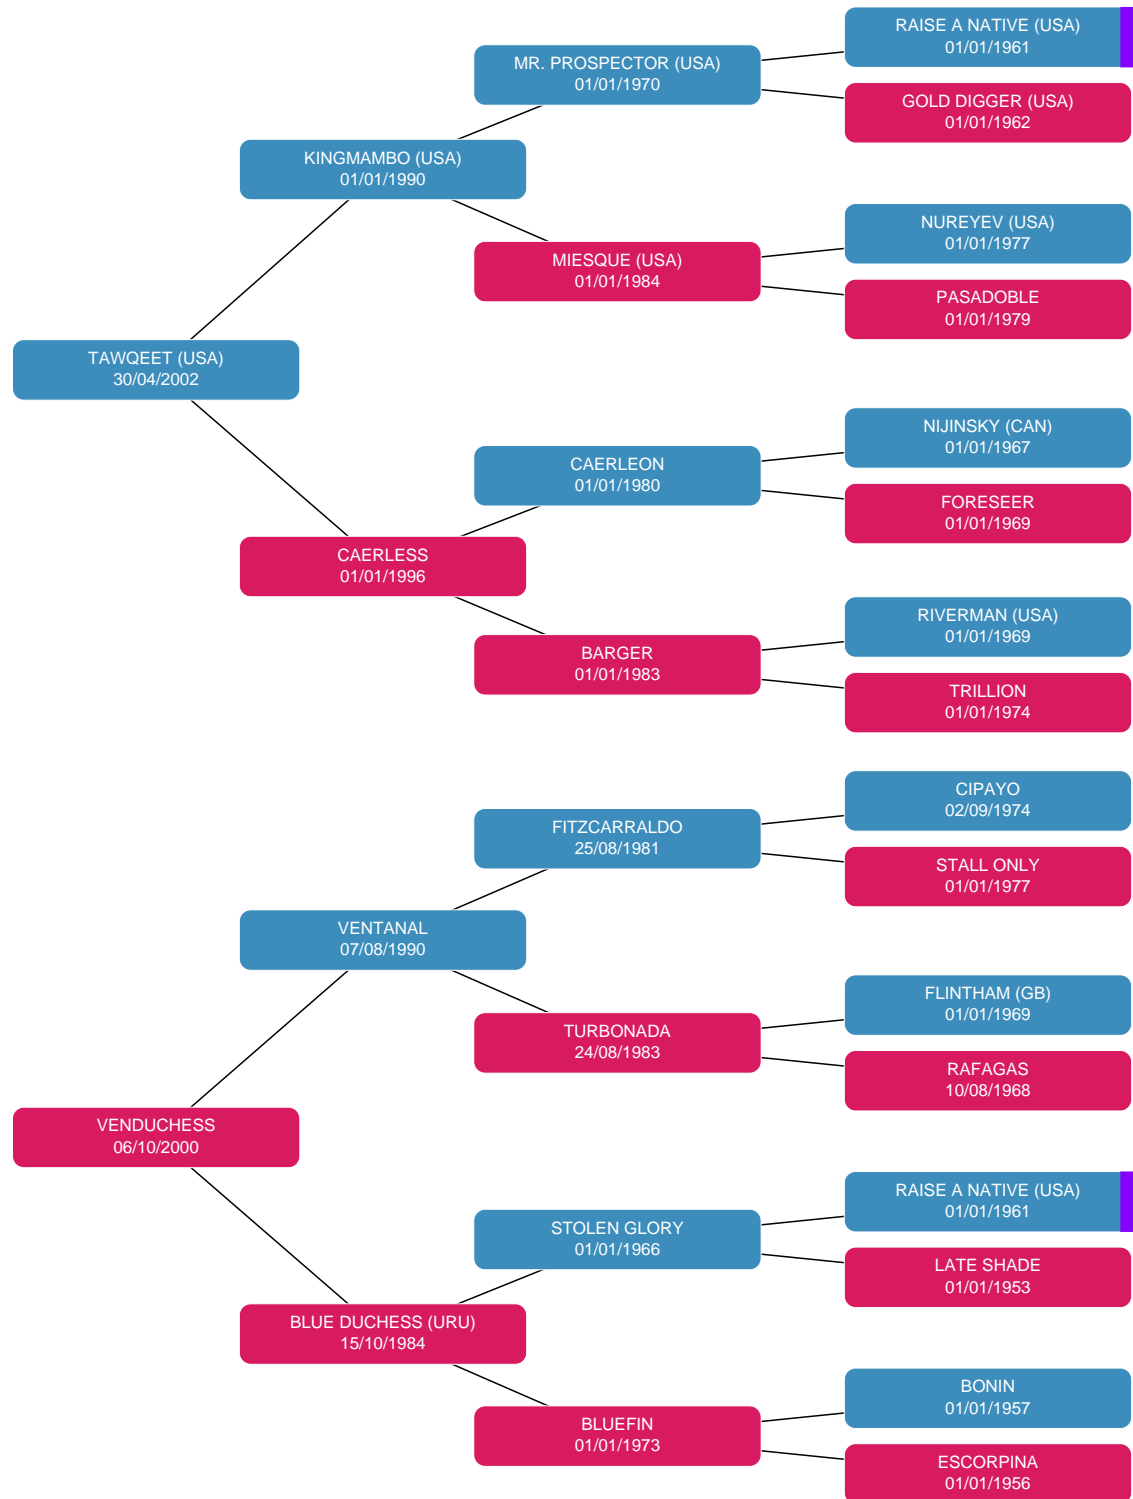 RAISE A NATIVE (USA)
01/01/1961
MR. PROSPECTOR (USA)
01/01/1970
GOLD DIGGER (USA)
01/01/1962
KINGMAMBO (USA)
01/01/1990
NUREYEV (USA)
01/01/1977
MIESQUE (USA)
01/01/1984
PASADOBLE
01/01/1979
TAWQEET (USA)
30/04/2002
NIJINSKY (CAN)
01/01/1967
CAERLEON
01/01/1980
FORESEER
01/01/1969
CAERLESS
01/01/1996
RIVERMAN (USA)
01/01/1969
BARGER
01/01/1983
TRILLION
01/01/1974
CIPAYO
02/09/1974
FITZCARRALDO
25/08/1981
STALL ONLY
01/01/1977
VENTANAL
07/08/1990
FLINTHAM (GB)
01/01/1969
TURBONADA
24/08/1983
RAFAGAS
10/08/1968
VENDUCHESS
06/10/2000
RAISE A NATIVE (USA)
01/01/1961
STOLEN GLORY
01/01/1966
LATE SHADE
01/01/1953
BLUE DUCHESS (URU)
15/10/1984
BONIN
01/01/1957
BLUEFIN
01/01/1973
ESCORPINA
01/01/1956